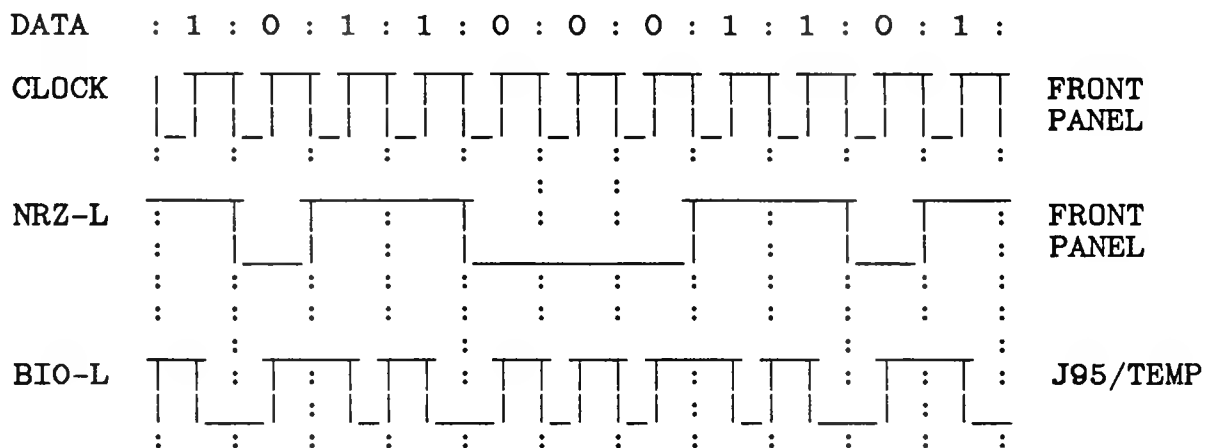 DATA : 1 : 0 : 1 : 1 : 0 : 0 : 0 : 1 : 1 : 0 : 1 :
CLOCK FRONT
PANEL
NRZ-L FRONT
PANEL
BIO-L J95/TEMP